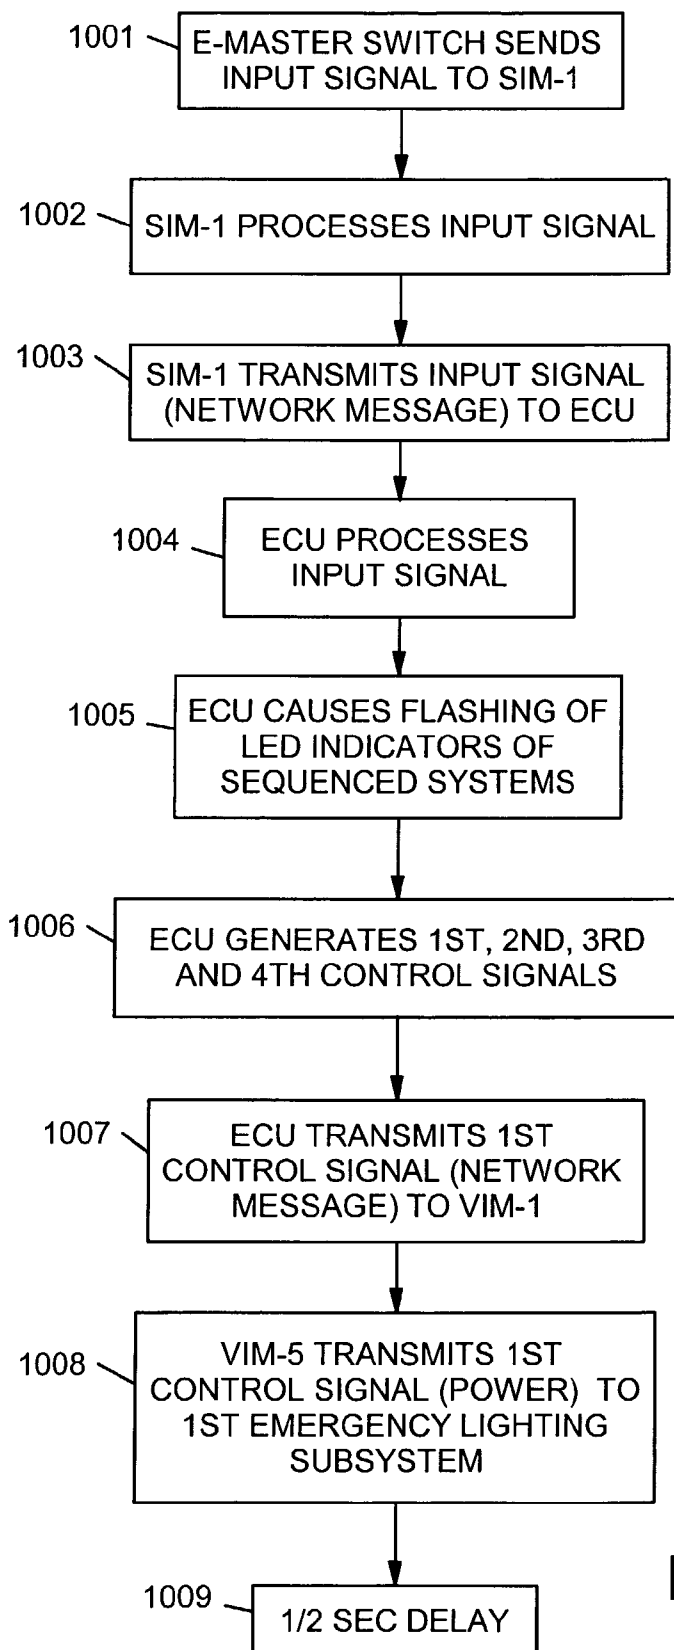 1001
E-MASTER SWITCH SENDS
INPUT SIGNAL TO SIM-1
1002
SIM-1 PROCESSES INPUT SIGNAL
1003
SIM-1 TRANSMITS INPUT SIGNAL
(NETWORK MESSAGE) TO ECU
1004
ECU PROCESSES
INPUT SIGNAL
1005
ECU CAUSES FLASHING OF
LED INDICATORS OF
SEQUENCED SYSTEMS
1006
ECU GENERATES 1ST, 2ND, 3RD
AND 4TH CONTROL SIGNALS
1007
ECU TRANSMITS 1ST
CONTROL SIGNAL (NETWORK
MESSAGE) TO VIM-1
1008
VIM-5 TRANSMITS 1ST
CONTROL SIGNAL (POWER) TO
1ST EMERGENCY LIGHTING
SUBSYSTEM
1009
1/2 SEC DELAY